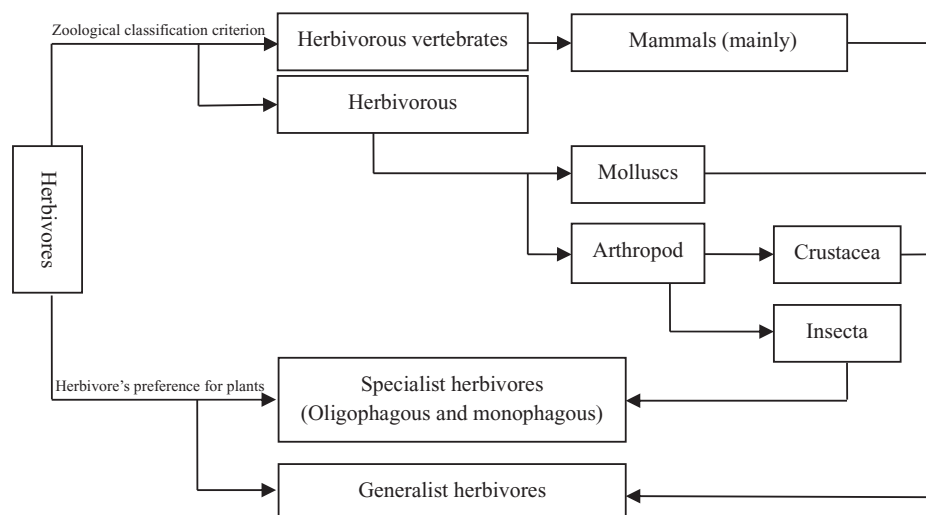 Zoological classification criterion
Herbivorous vertebrates
Mammals (mainly)
Herbivorous
Herbivores
Molluscs
Arthropod
Crustacea
Insecta
Herbivore's preference for plants
Specialist herbivores
(Oligophagous and monophagous)
Generalist herbivores